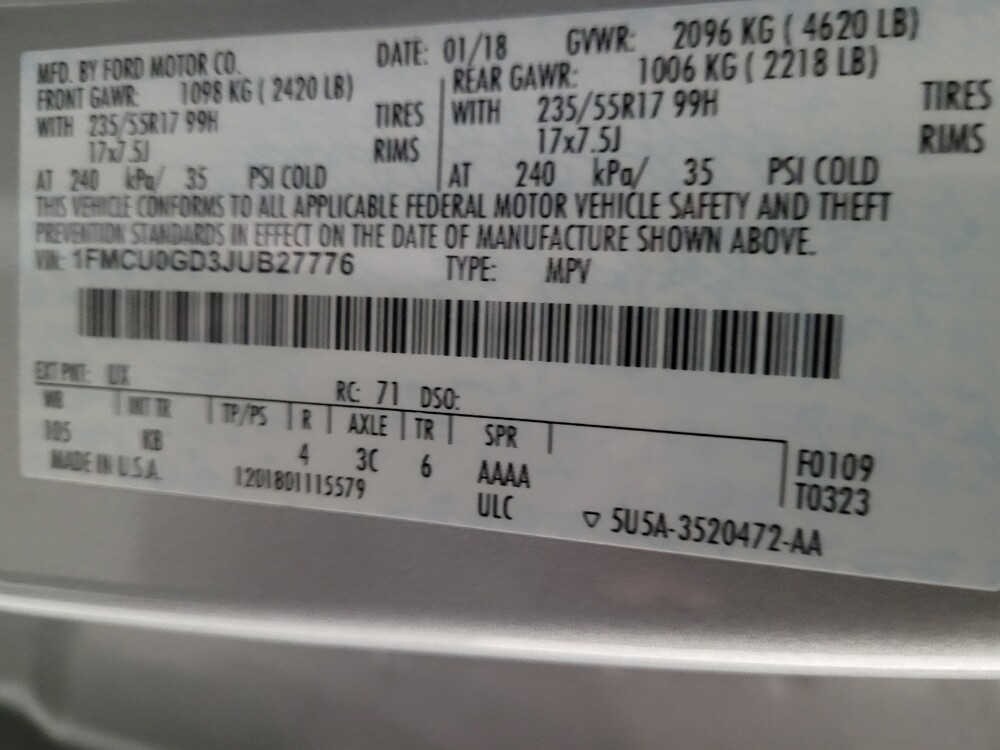 MFD. BY FORD MOTOR CO. DATE: 01/18 GVWR: 2096 KG ( 4620 LB)
FRONT GAWR: 1098 KG ( 2420 LB) REAR GAWR: 1006 KG ( 2218 LB)
WITH 235/55R17 99H TIRES WITH 235/55R17 99H TIRES
17x7.5J RIMS 17x7.5J RIMS
AT 240 kPa/ 35 PSI COLD AT 240 kPa/ 35 PSI COLD
THIS VEHICLE CONFORMS TO ALL APPLICABLE FEDERAL MOTOR VEHICLE SAFETY AND THEFT
PREVENTION STANDARDS IN EFFECT ON THE DATE OF MANUFACTURE SHOWN ABOVE.
VIN: 1FMCU0GD3JUB27776 TYPE: MPV
EXT PNT: UX RC: 71 DSO:
WB INT TR TP/PS R AXLE TR SPR
105 KB 4 3C 6 AAAA F0109
MADE IN U.S.A. 1201801115579 ULC T0323
▽ 5U5A-3520472-AA